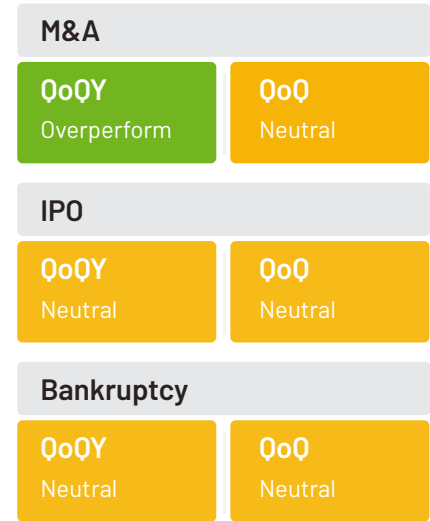 M&A
QoQY
Overperform
QoQ
Neutral
IPO
QoQY
Neutral
QoQ
Neutral
Bankruptcy
QoQY
Neutral
QoQ
Neutral